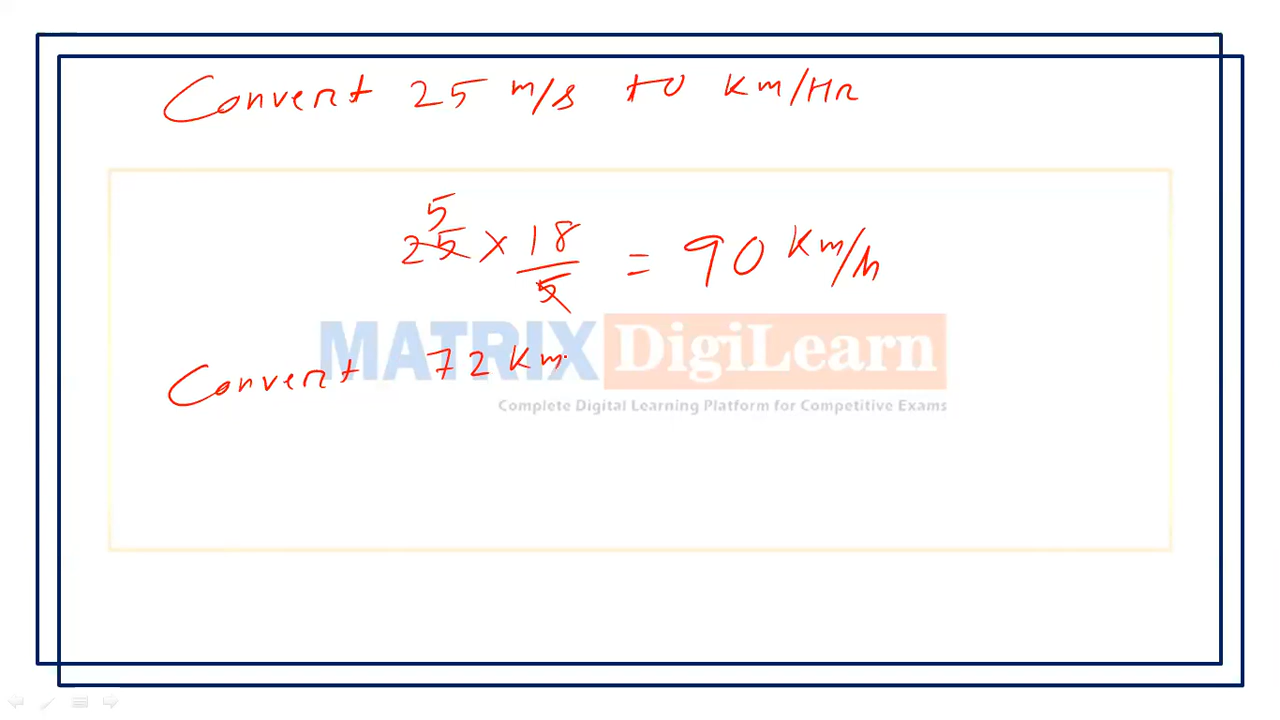 Convert 25 m/s to Km/Hr
5
25 × 18
5
= 90 Km/h
MATRIX DigiLearn
Convert 72 Km
Complete Digital Learning Platform for Competitive Exams